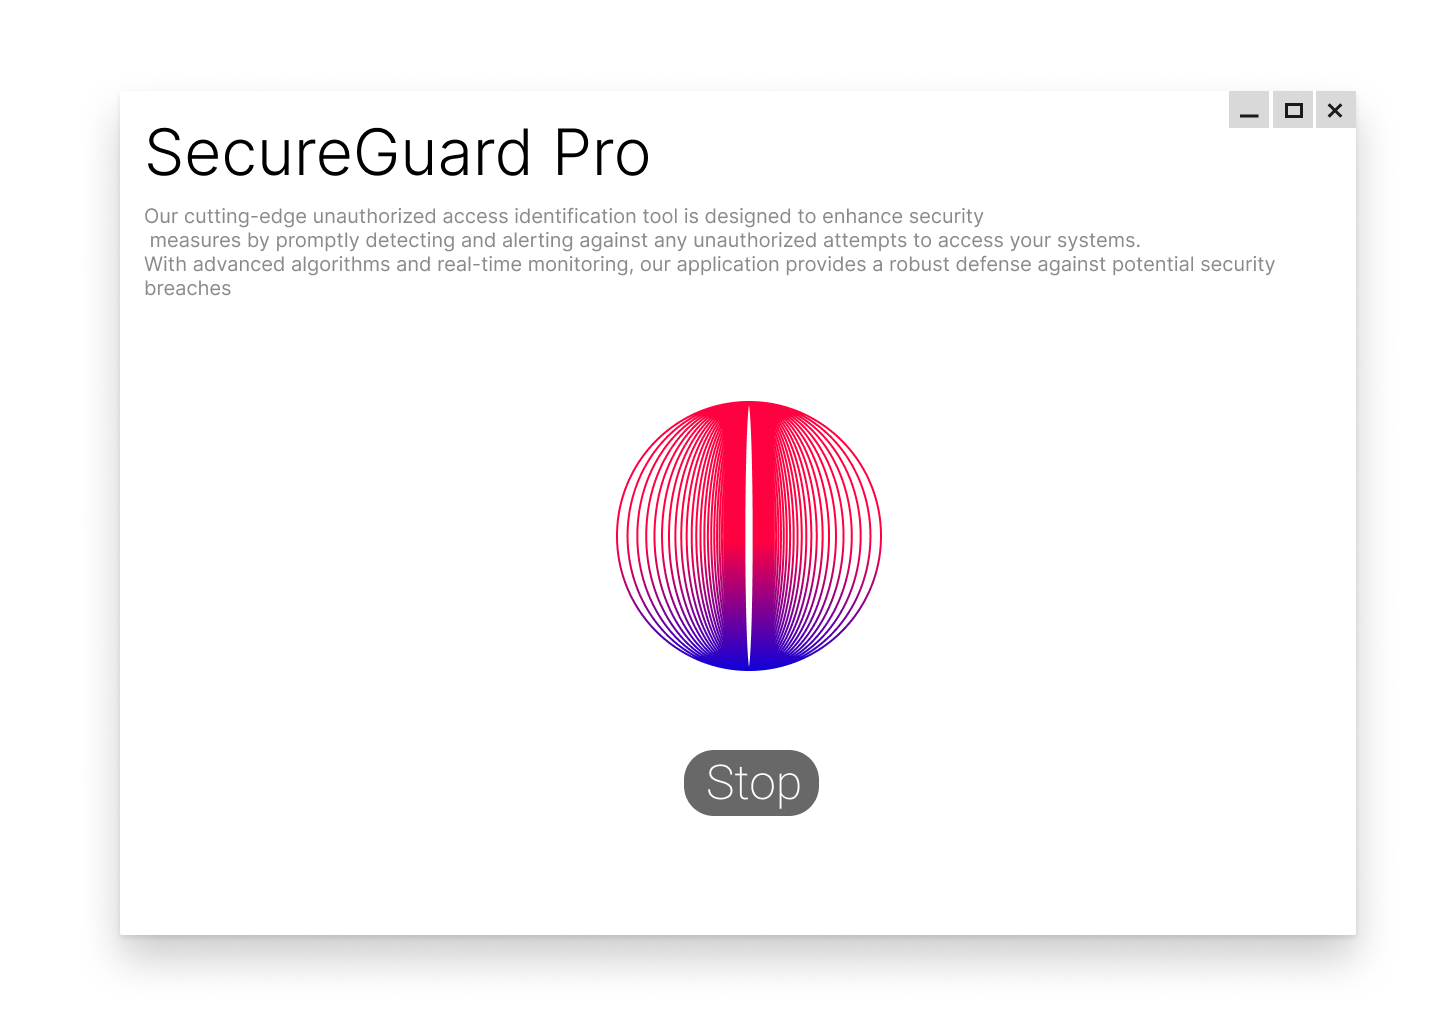 SecureGuard Pro
Our cutting-edge unauthorized access identification tool is designed to enhance security
measures by promptly detecting and alerting against any unauthorized attempts to access your systems.
With advanced algorithms and real-time monitoring, our application provides a robust defense against potential security
breaches
Stop